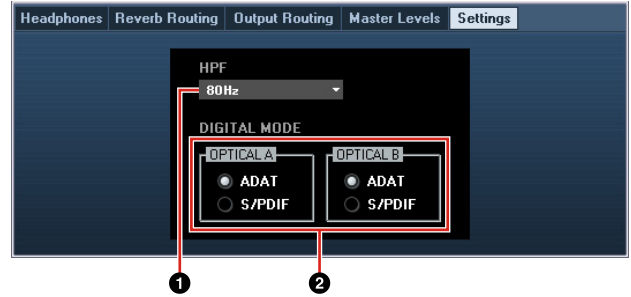 Headphones Reverb Routing Output Routing Master Levels Settings
HPF
80Hz
DIGITAL MODE
OPTICAL A OPTICAL B
ADAT ADAT
S/PDIF S/PDIF
1 2